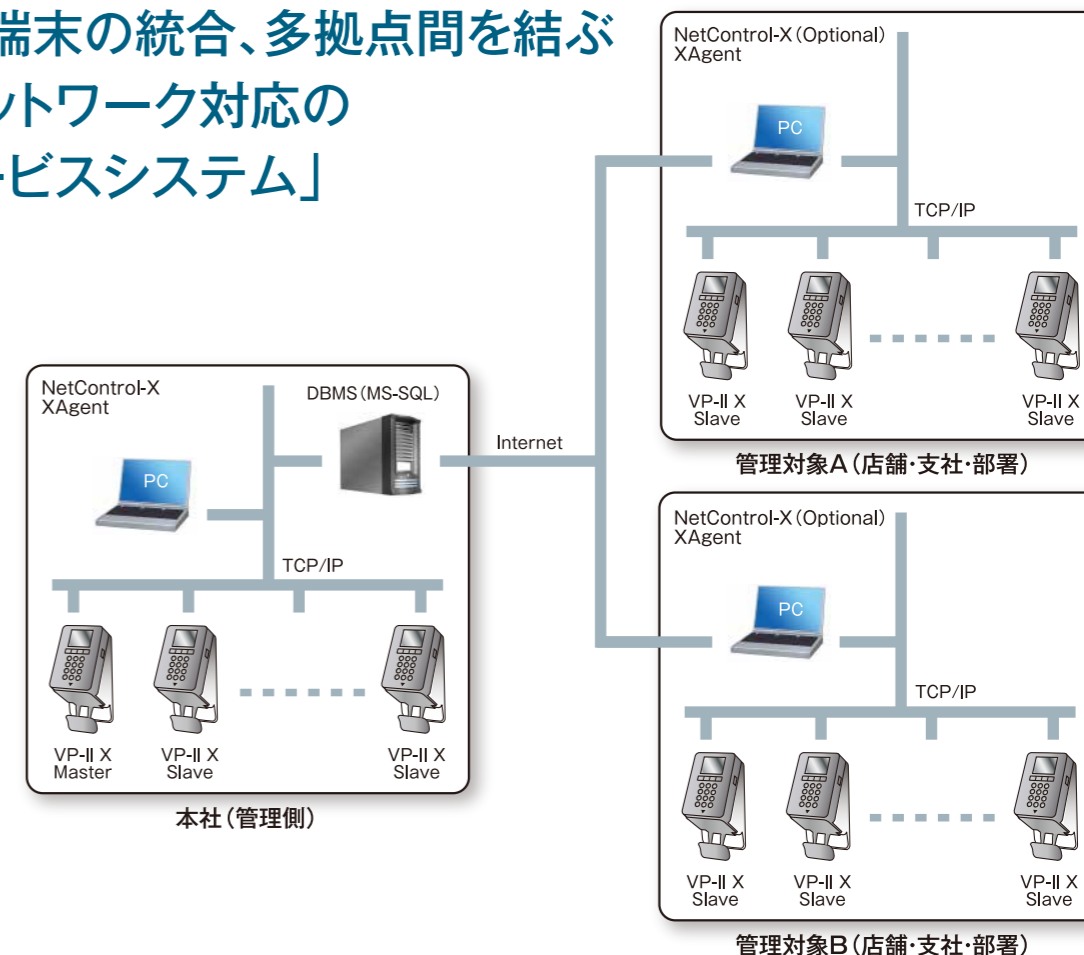 端末の統合、多拠点間を結ぶ
ットワーク対応の
ービスシステム」
NetControl-X
XAgent
DBMS(MS-SQL)
PC
TCP/IP
VP-II X
Master
VP-II X
Slave
VP-II X
Slave
本社(管理側)
Internet
NetControl-X(Optional)
XAgent
PC
TCP/IP
VP-II X
Slave
VP-II X
Slave
VP-II X
Slave
管理対象A(店舗・支社・部署)
NetControl-X(Optional)
XAgent
PC
TCP/IP
VP-II X
Slave
VP-II X
Slave
VP-II X
Slave
管理対象B(店舗・支社・部署)